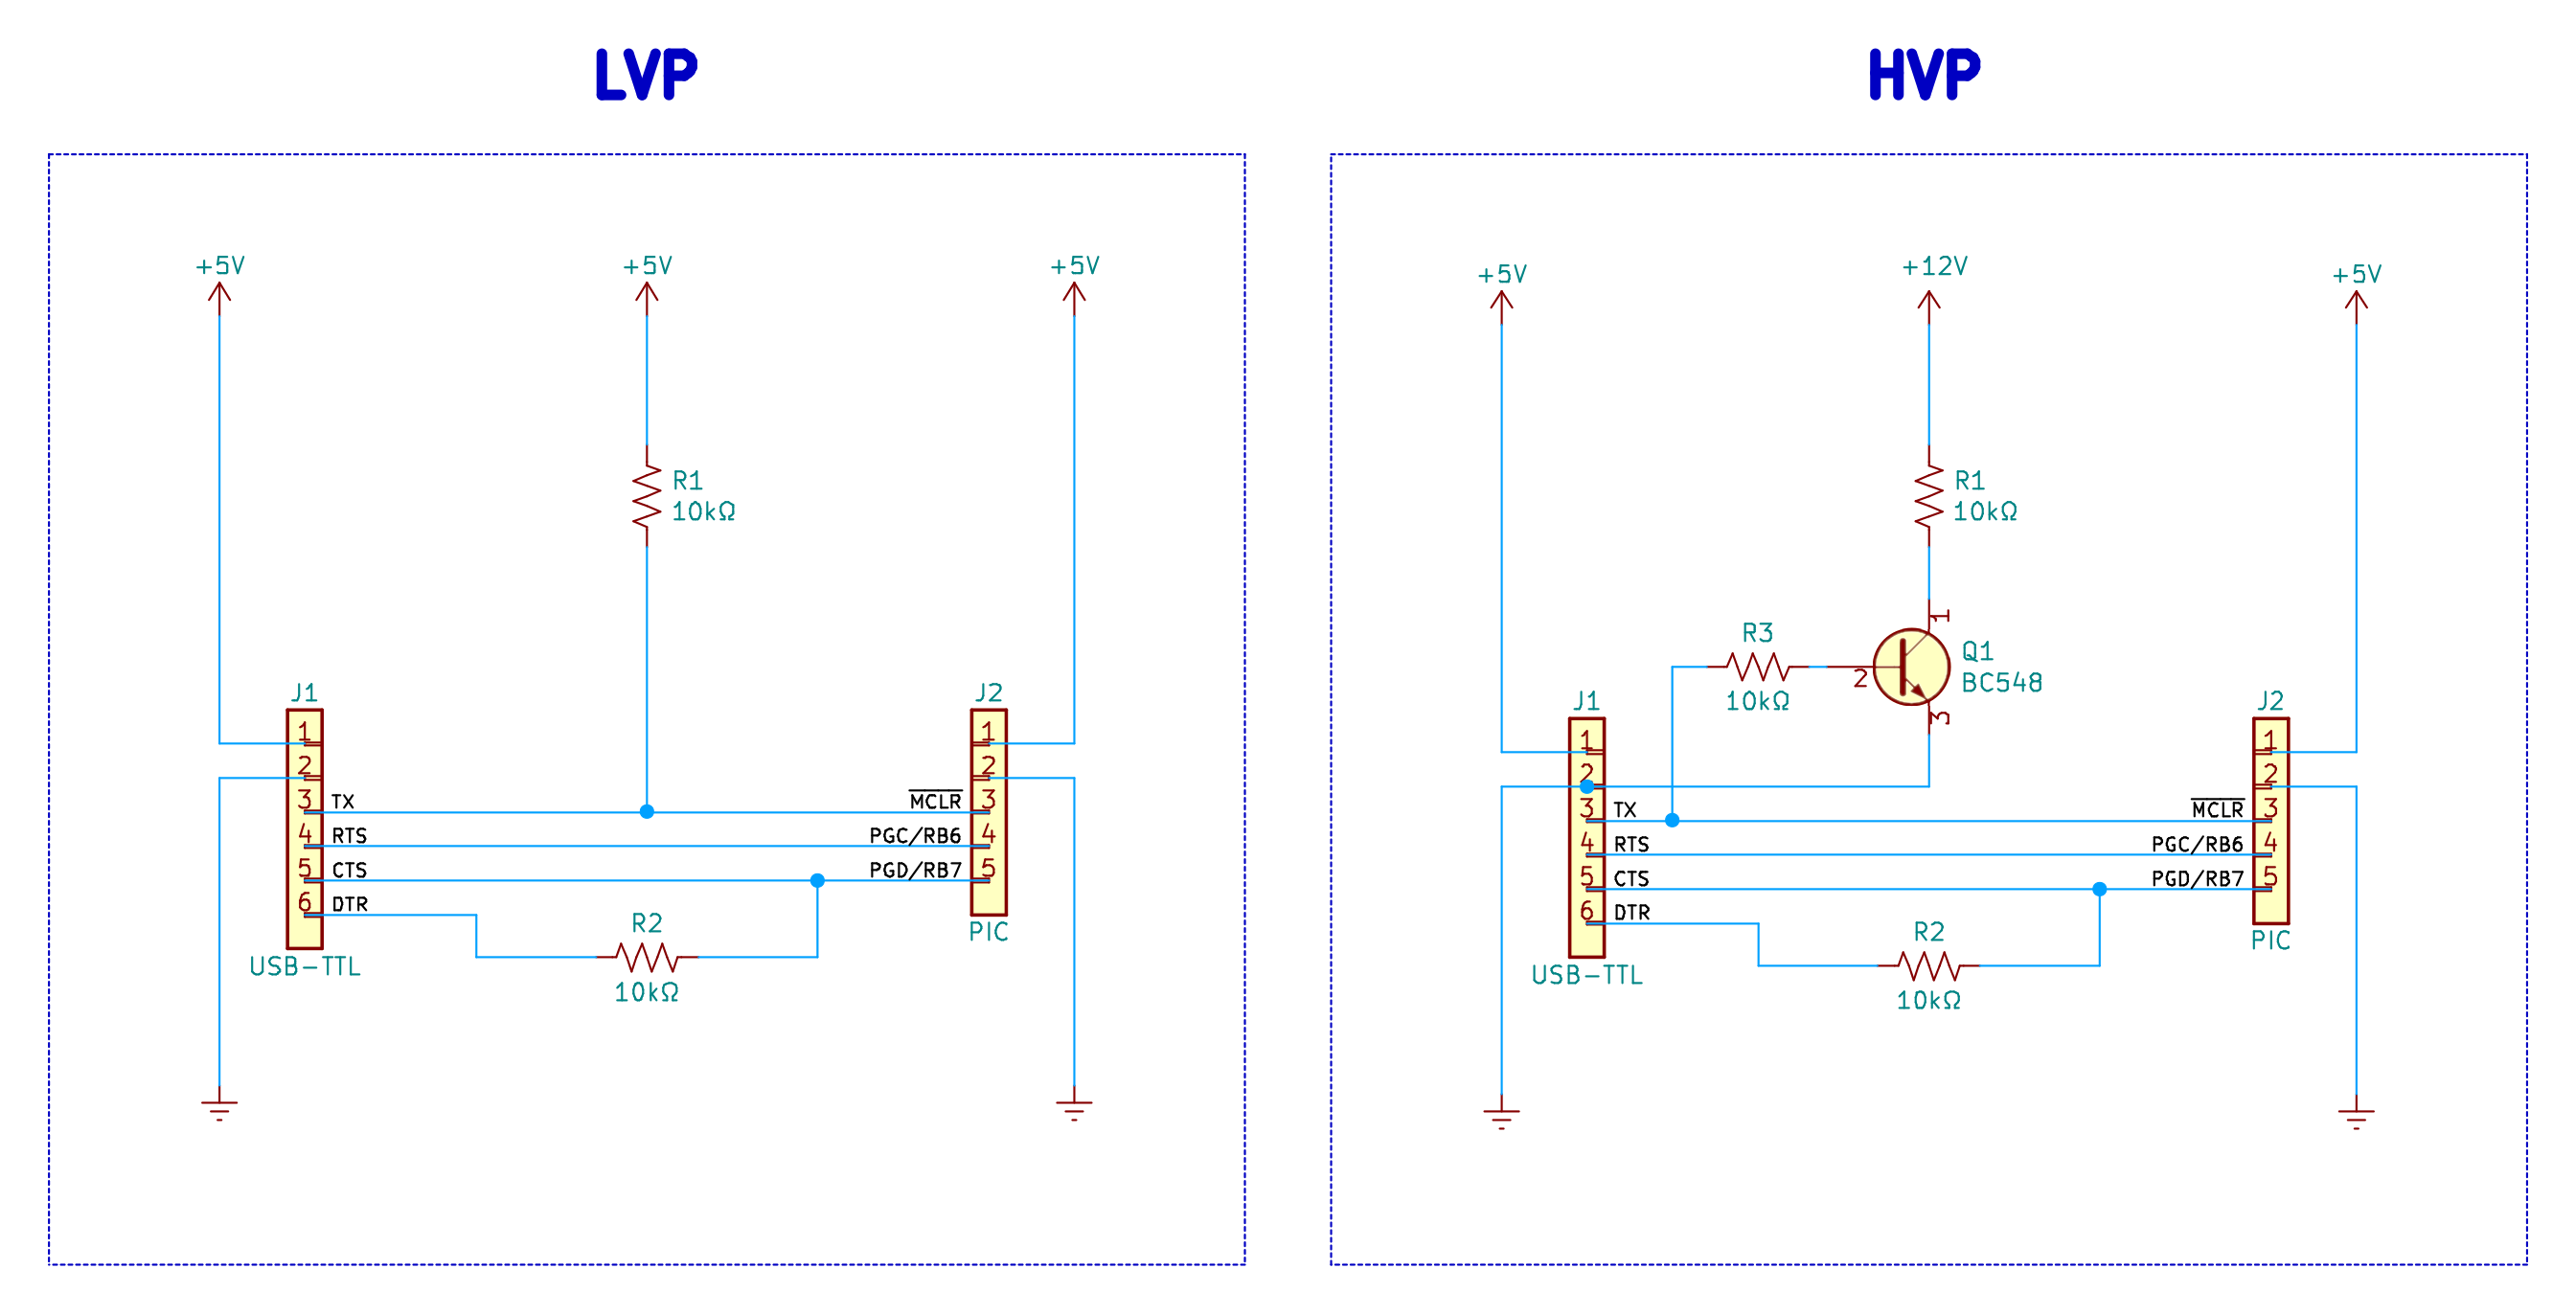 LVP
+5V
+5V
+5V
R1
10kΩ
J1
1
2
3
4
5
6
TX
RTS
CTS
DTR
USB-TTL
R2
10kΩ
J2
1
2
3
4
5
MCLR
PGC/RB6
PGD/RB7
PIC
HVP
+5V
+12V
+5V
R1
10kΩ
R3
10kΩ
1
2
3
Q1
BC548
J1
1
2
3
4
5
6
TX
RTS
CTS
DTR
USB-TTL
R2
10kΩ
J2
1
2
3
4
5
MCLR
PGC/RB6
PGD/RB7
PIC